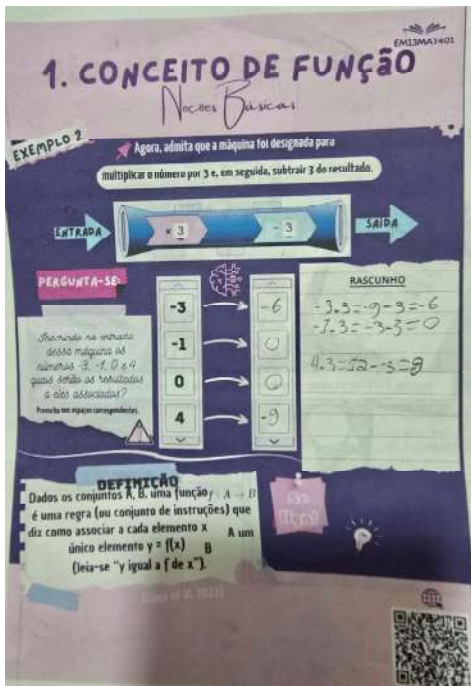 EM13MAT401
1. CONCEITO DE FUNÇÃO
Nocões Básicas
EXEMPLO 2
Agora, admita que a máquina foi designada para
multiplicar o número por 3 e, em seguida, subtrair 3 do resultado.
ENTRADA
× 3
- 3
SAÍDA
PERGUNTA-SE:
Inserindo na entrada
dessa máquina os
números -3, -1, 0 e 4
quais serão os resultados
a eles associados?
Preencha nos espaços correspondentes.
-3
-6
-1
0
0
0
4
-9
RASCUNHO
-3.3=-9-3=-6
-1.3=-3-3=0
4.3=12--3=9
DEFINIÇÃO
Dados os conjuntos A, B, uma função f : A → B
é uma regra (ou conjunto de instruções) que
diz como associar a cada elemento x A um
único elemento y = f(x) B
(leia-se "y igual a f de x").